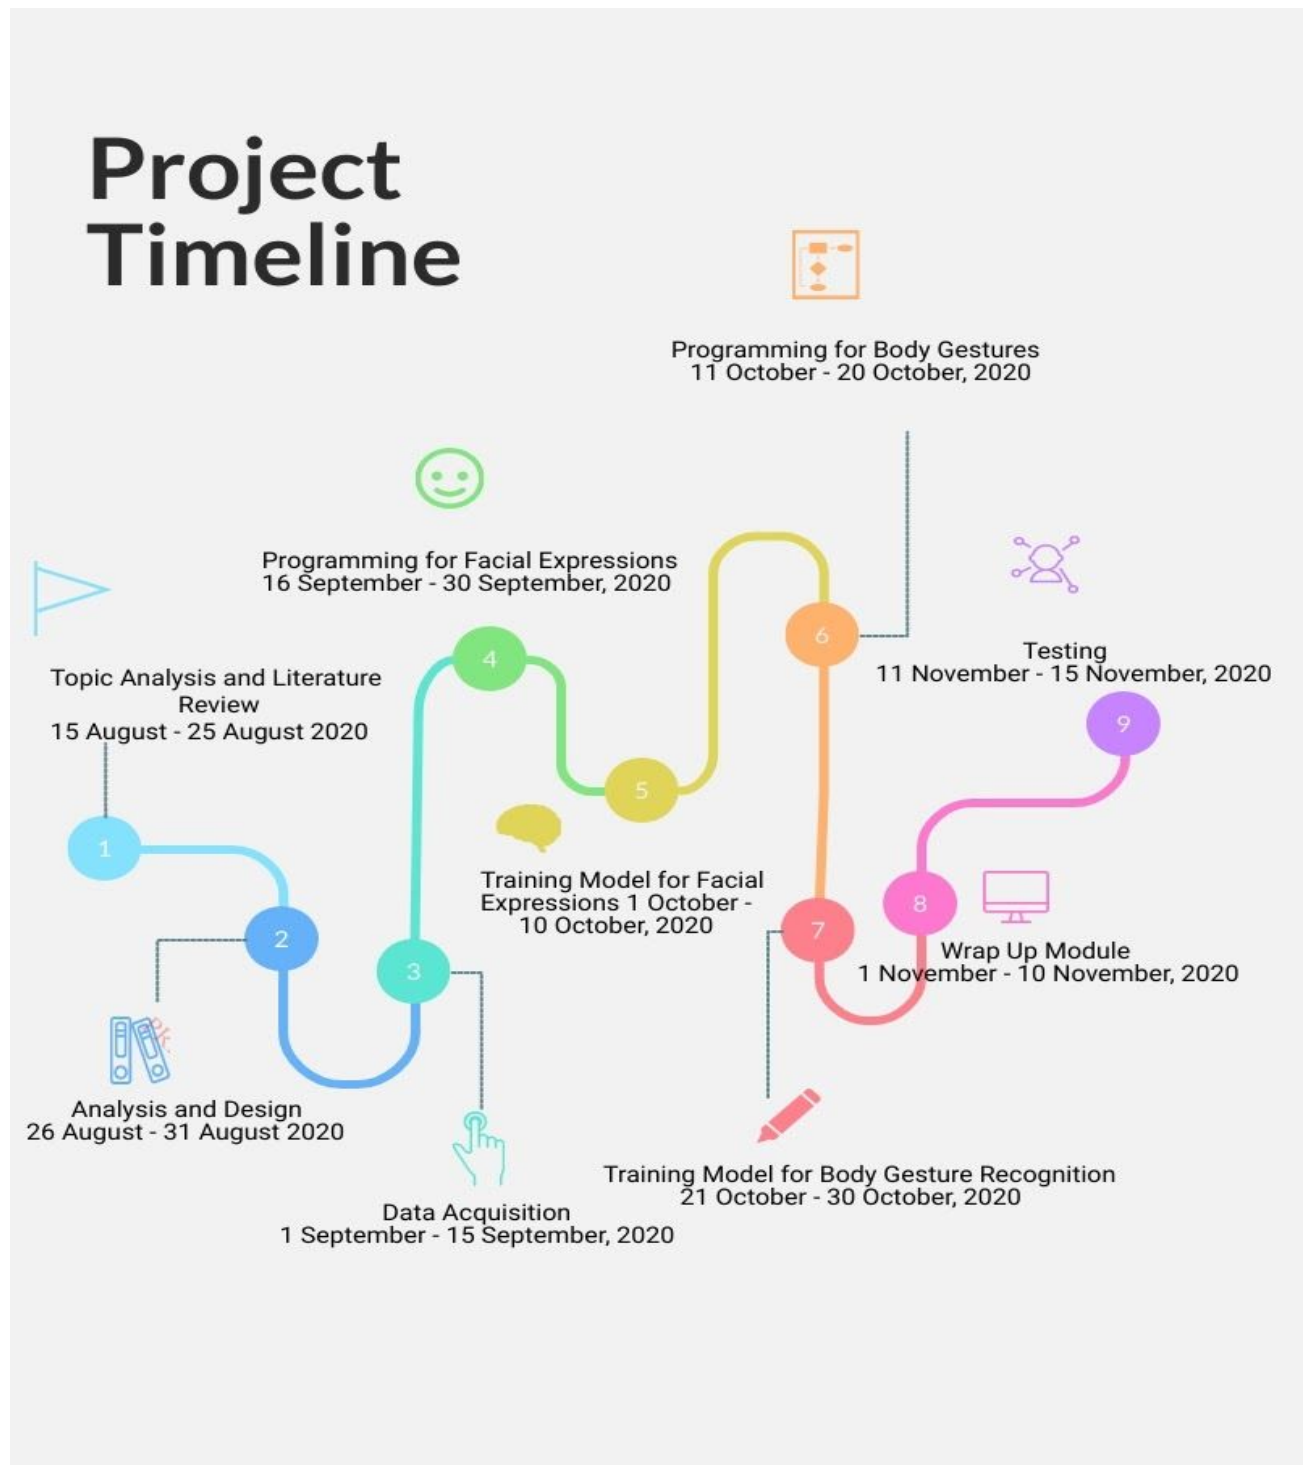 Project
Timeline
Programming for Body Gestures
11 October - 20 October, 2020
Programming for Facial Expressions
16 September - 30 September, 2020
Topic Analysis and Literature
Review
15 August - 25 August 2020
Testing
11 November - 15 November, 2020
1
2
3
4
5
6
7
8
9
Training Model for Facial
Expressions 1 October -
10 October, 2020
Wrap Up Module
1 November - 10 November, 2020
Analysis and Design
26 August - 31 August 2020
Training Model for Body Gesture Recognition
21 October - 30 October, 2020
Data Acquisition
1 September - 15 September, 2020